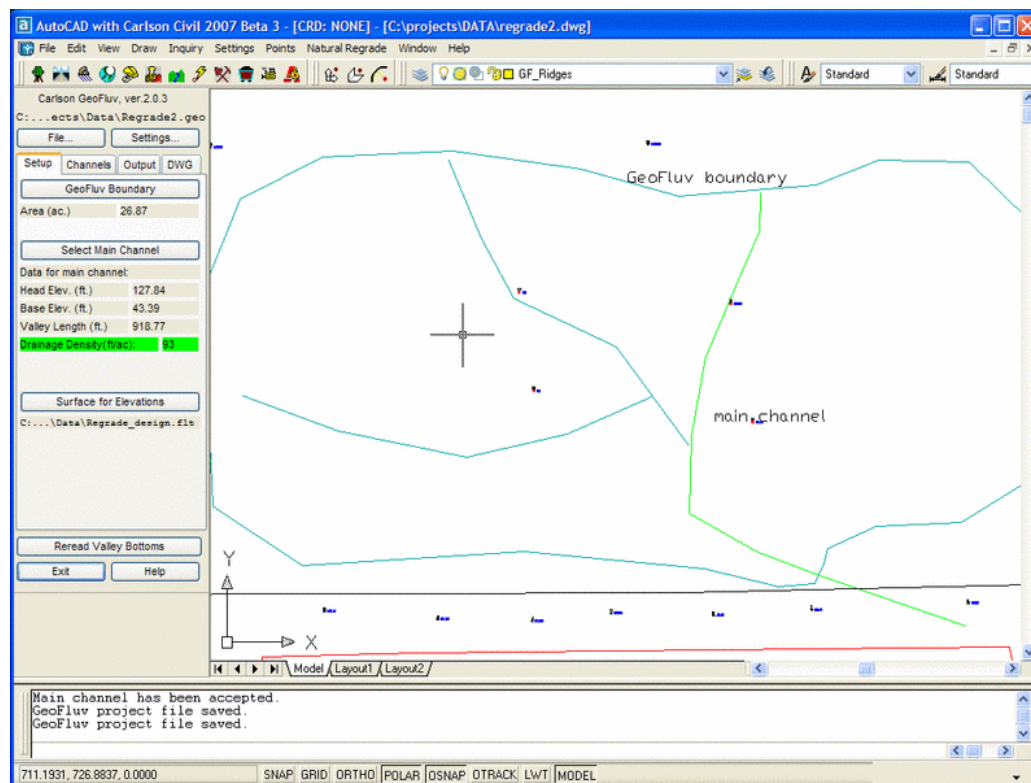 AutoCAD with Carlson Civil 2007 Beta 3 - [CRD: NONE] - [C:\projects\DATA\regrade2.dwg]
File Edit View Draw Inquiry Settings Points Natural Regrade Window Help
GF_Ridges Standard Standard
Carlson GeoFluv, ver.2.0.3
C:...ects\Data\Regrade2.geo
File... Settings...
Setup Channels Output DWG
GeoFluv Boundary
Area (ac.) 26.87
Select Main Channel
Data for main channel:
Head Elev. (ft.) 127.84
Base Elev. (ft.) 43.39
Valley Length (ft.) 918.77
Drainage Density(ft/ac): 93
Surface for Elevations
C:...\Data\Regrade_design.flt
Reread Valley Bottoms
Exit Help
GeoFluv boundary
main channel
Y
X
Model Layout1 Layout2
Main channel has been accepted.
GeoFluv project file saved.
GeoFluv project file saved.
711.1931, 726.8837, 0.0000 SNAP GRID ORTHO POLAR OSNAP OTRACK LWT MODEL